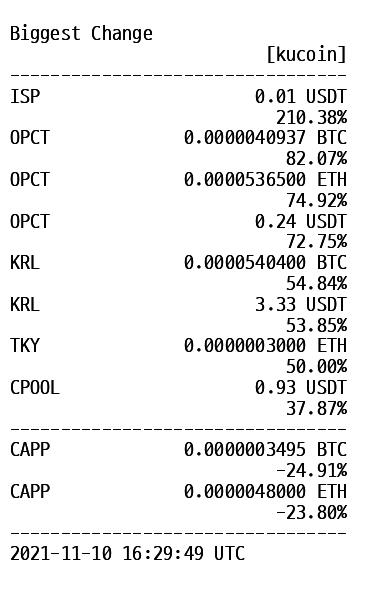 Biggest Change
[kucoin]
---------------------------------
ISP 0.01 USDT
210.38%
OPCT 0.0000040937 BTC
82.07%
OPCT 0.0000536500 ETH
74.92%
OPCT 0.24 USDT
72.75%
KRL 0.0000540400 BTC
54.84%
KRL 3.33 USDT
53.85%
TKY 0.0000003000 ETH
50.00%
CPOOL 0.93 USDT
37.87%
---------------------------------
CAPP 0.0000003495 BTC
-24.91%
CAPP 0.0000048000 ETH
-23.80%
---------------------------------
2021-11-10 16:29:49 UTC